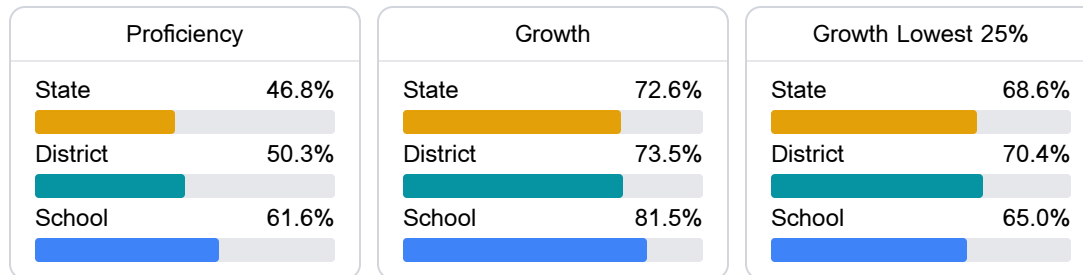 Proficiency
State 46.8%
District 50.3%
School 61.6%
Growth
State 72.6%
District 73.5%
School 81.5%
Growth Lowest 25%
State 68.6%
District 70.4%
School 65.0%